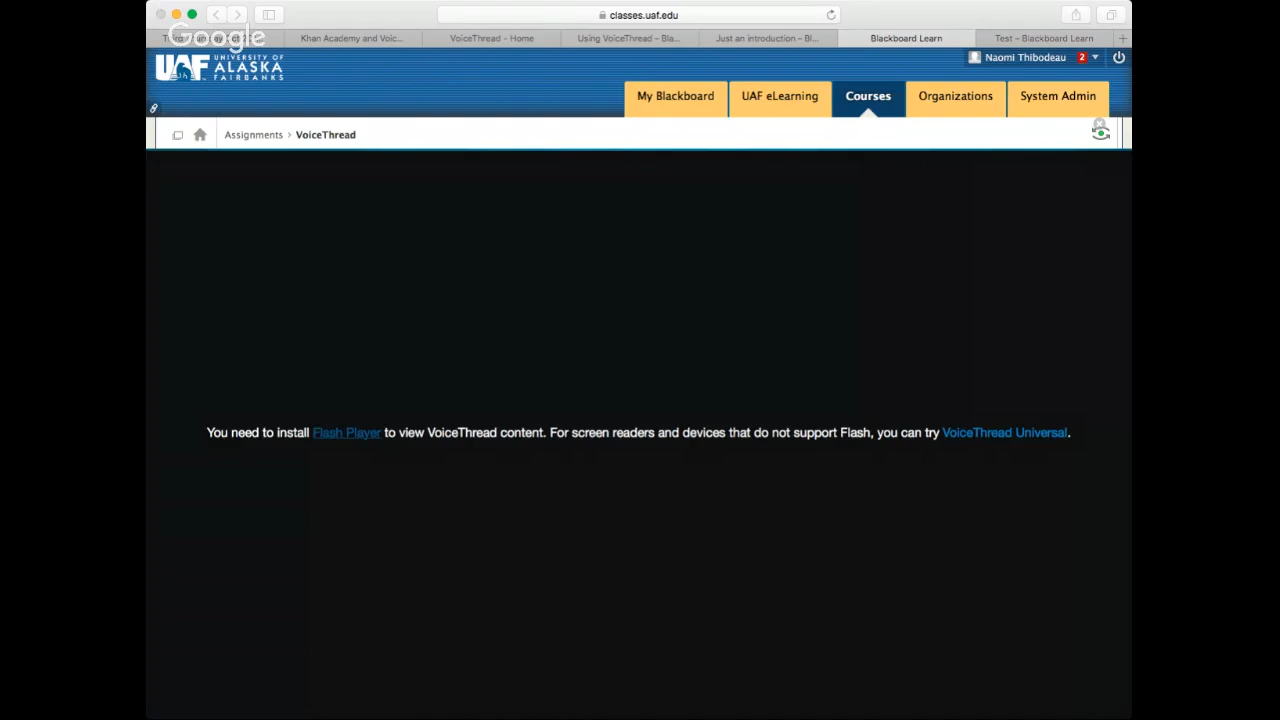 classes.uaf.edu
Google
Khan Academy and Voic...
VoiceThread - Home
Using VoiceThread – Bla...
Just an introduction – Bl...
Blackboard Learn
Test – Blackboard Learn
UAF UNIVERSITY OF ALASKA FAIRBANKS
Naomi Thibodeau 2
My Blackboard
UAF eLearning
Courses
Organizations
System Admin
Assignments > VoiceThread
You need to install Flash Player to view VoiceThread content. For screen readers and devices that do not support Flash, you can try VoiceThread Universal.